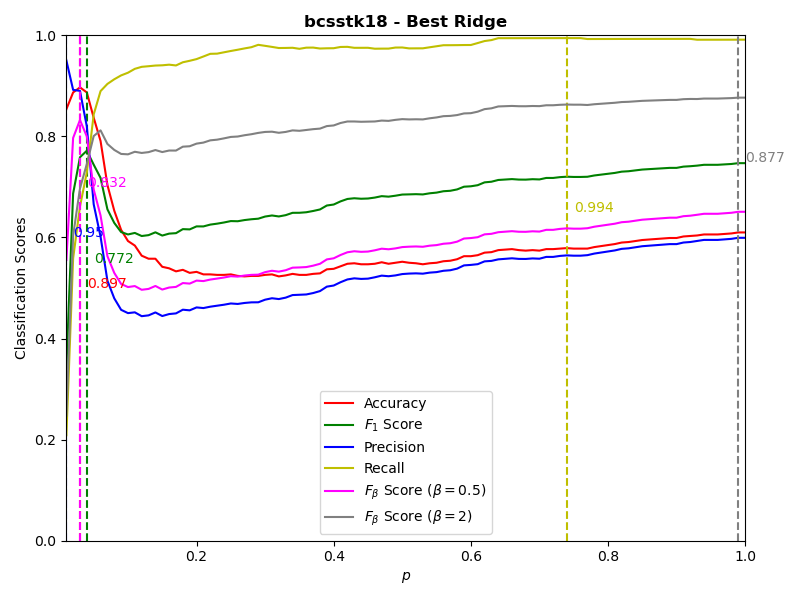 bcsstk18 - Best Ridge
1.0
0.8
0.6
0.4
0.2
0.0
Classification Scores
0.877
0.832
0.994
0.95
0.772
0.897
Accuracy
F₁ Score
Precision
Recall
Fβ Score (β = 0.5)
Fβ Score (β = 2)
0.2
0.4
0.6
0.8
1.0
p